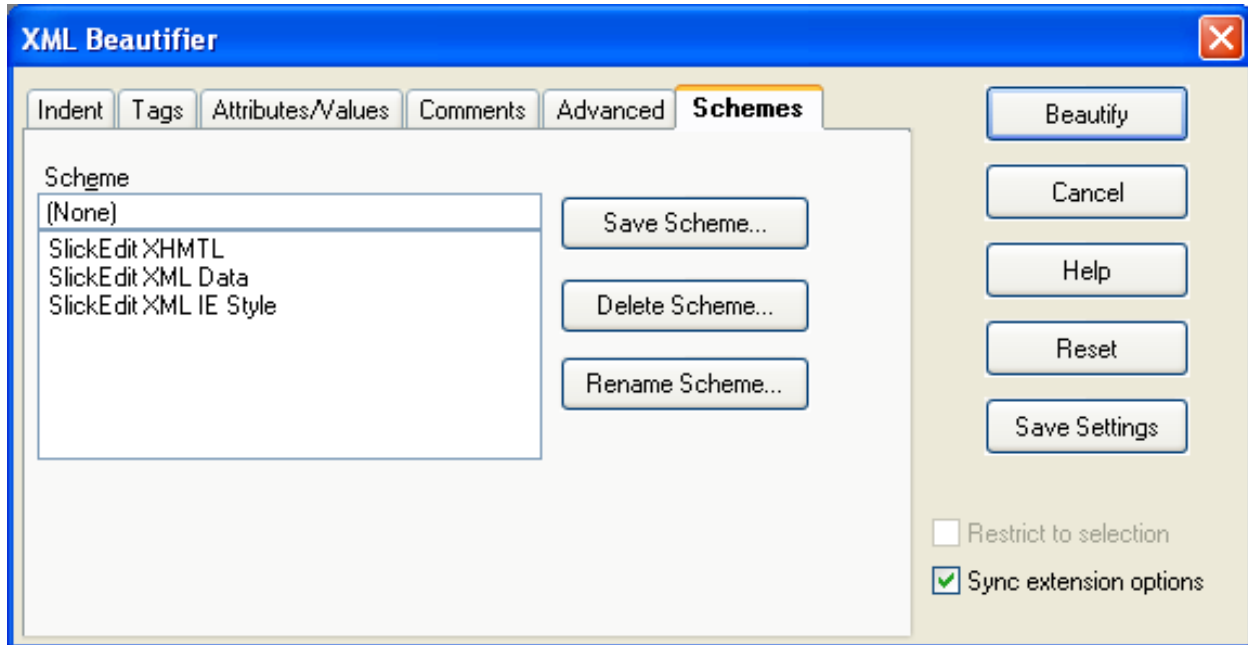 XML Beautifier
Indent Tags Attributes/Values Comments Advanced Schemes
Scheme
(None)
SlickEdit XHMTL
SlickEdit XML Data
SlickEdit XML IE Style
Save Scheme...
Delete Scheme...
Rename Scheme...
Beautify
Cancel
Help
Reset
Save Settings
Restrict to selection
Sync extension options